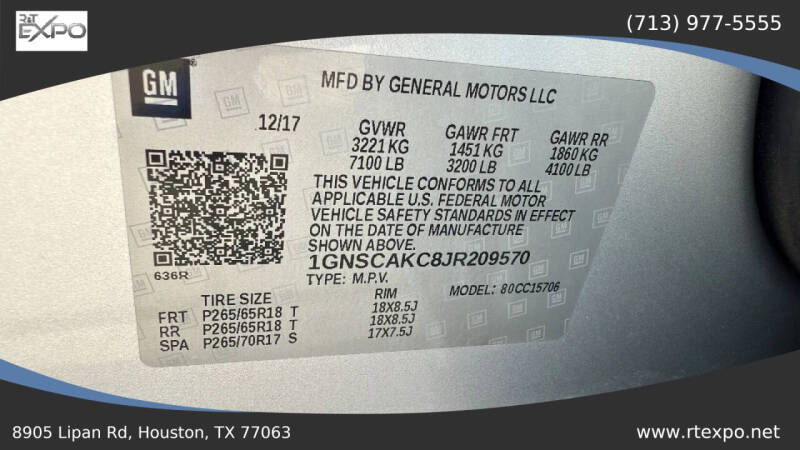 R&T
EXPO
(713) 977-5555
GM
MFD BY GENERAL MOTORS LLC
12/17
GVWR GAWR FRT GAWR RR
3221 KG 1451 KG 1860 KG
7100 LB 3200 LB 4100 LB
THIS VEHICLE CONFORMS TO ALL
APPLICABLE U.S. FEDERAL MOTOR
VEHICLE SAFETY STANDARDS IN EFFECT
ON THE DATE OF MANUFACTURE
SHOWN ABOVE.
1GNSCAKC8JR209570
636R
TYPE: M.P.V. MODEL: 80CC15706
TIRE SIZE RIM
FRT P265/65R18 T 18X8.5J
RR P265/65R18 T 18X8.5J
SPA P265/70R17 S 17X7.5J
8905 Lipan Rd, Houston, TX 77063
www.rtexpo.net